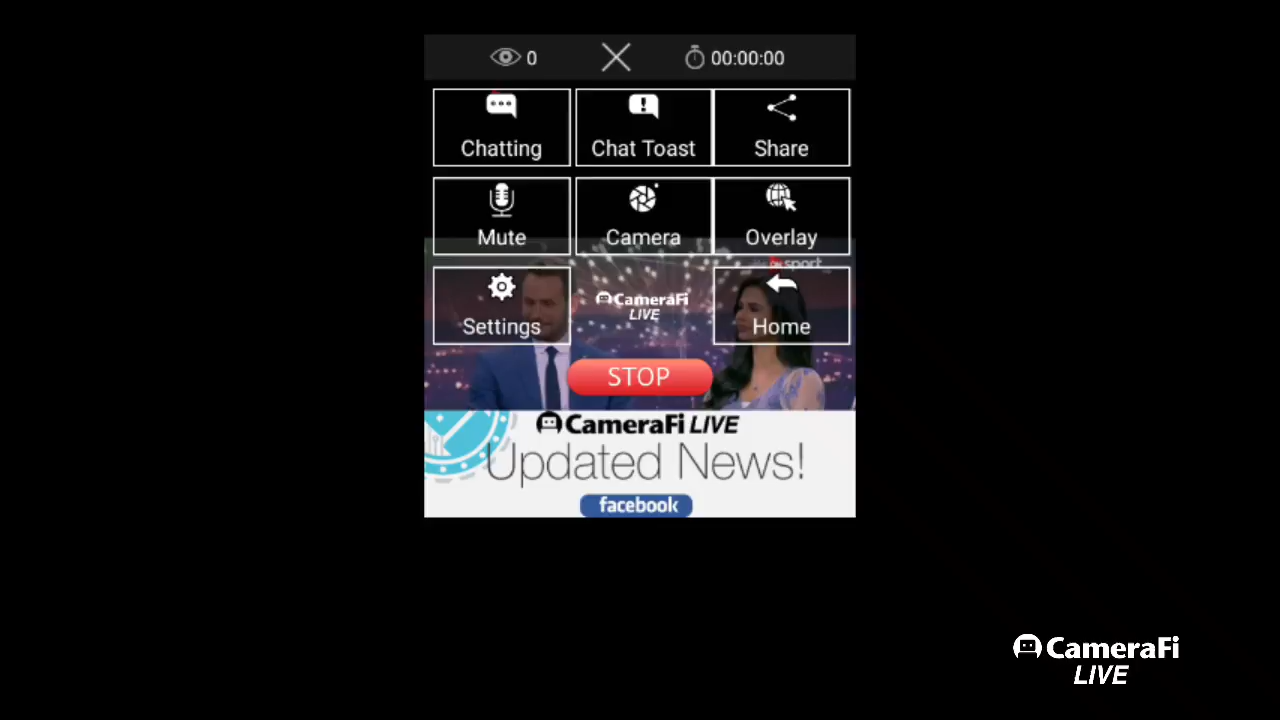 0 00:00:00
Chatting Chat Toast Share
Mute Camera Overlay
sport
CameraFi
LIVE
Settings Home
STOP
CameraFi LIVE
Updated News!
facebook
CameraFi
LIVE